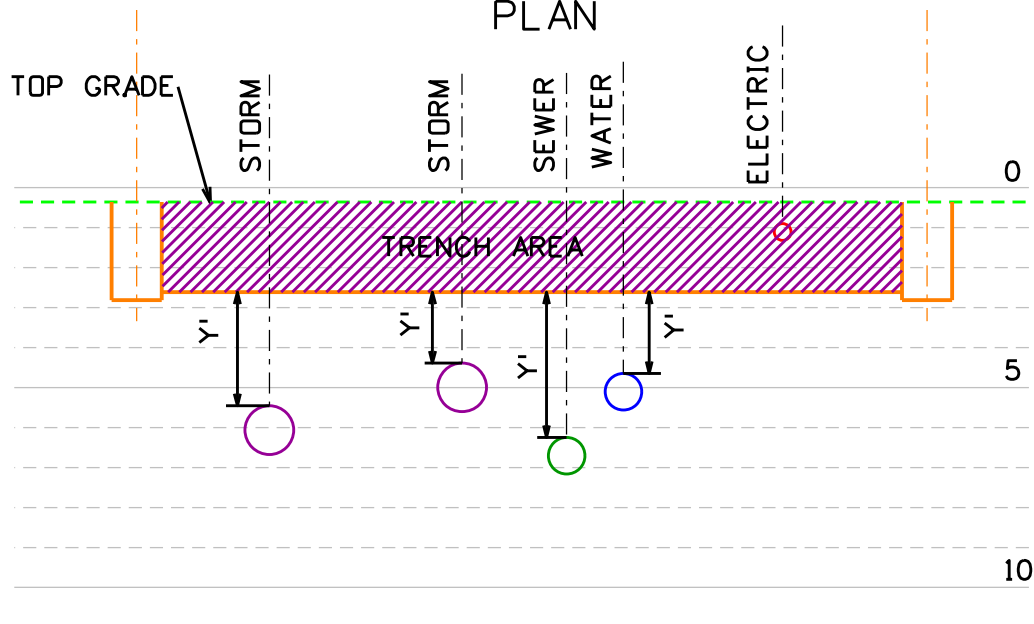 PLAN
TOP GRADE
STORM
STORM
SEWER
WATER
ELECTRIC
0
TRENCH AREA
Y'
Y'
Y'
Y'
5
10